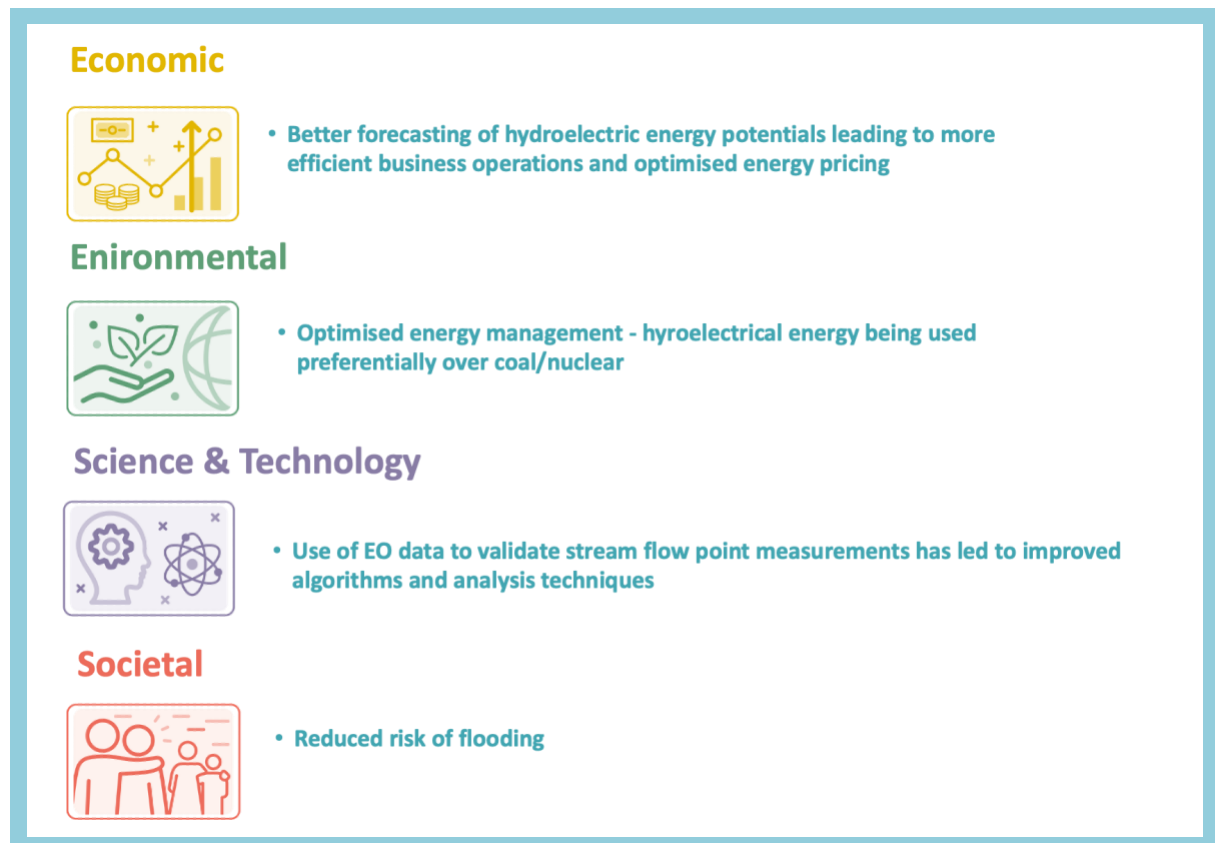 Economic
• Better forecasting of hydroelectric energy potentials leading to more
efficient business operations and optimised energy pricing
Enironmental
• Optimised energy management - hyroelectrical energy being used
preferentially over coal/nuclear
Science & Technology
• Use of EO data to validate stream flow point measurements has led to improved
algorithms and analysis techniques
Societal
• Reduced risk of flooding